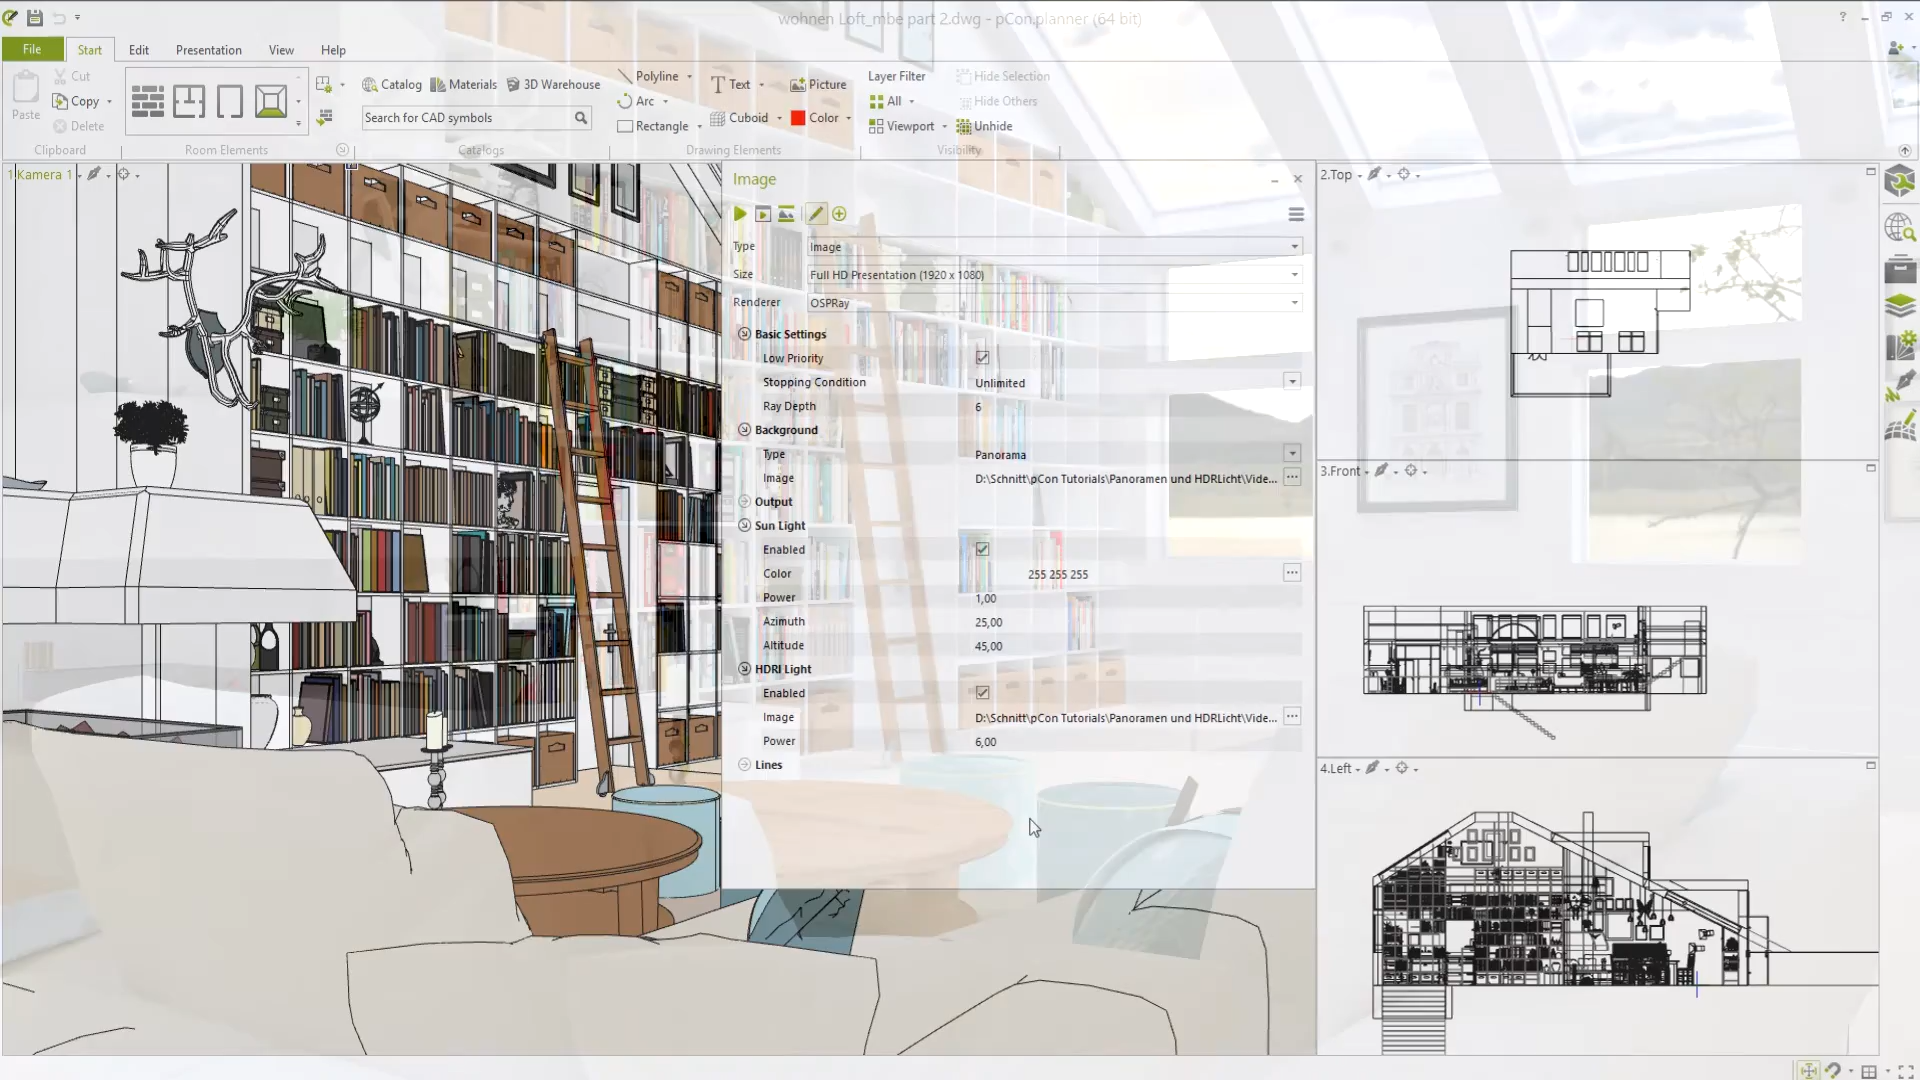 wohnen Loft_mbe part 2.dwg - pCon.planner (64 bit)
?
File Start Edit Presentation View Help
Paste
Cut
Copy
Delete
Clipboard
Room Elements
Catalog Materials 3D Warehouse
Search for CAD symbols
Catalogs
Polyline
Arc
Rectangle
Text
Cuboid
Picture
Color
Drawing Elements
Layer Filter
All
Viewport
Hide Selection
Hide Others
Unhide
Visibility
1.Kamera 1
Image
Type Image
Size Full HD Presentation (1920 x 1080)
Renderer OSPRay
Basic Settings
Low Priority
Stopping Condition Unlimited
Ray Depth 6
Background
Type Panorama
Image D:\Schnitt\pCon Tutorials\Panoramen und HDRLicht\Vide...
Output
Sun Light
Enabled
Color 255 255 255
Power 1,00
Azimuth 25,00
Altitude 45,00
HDRI Light
Enabled
Image D:\Schnitt\pCon Tutorials\Panoramen und HDRLicht\Vide...
Power 6,00
Lines
2.Top
3.Front
4.Left